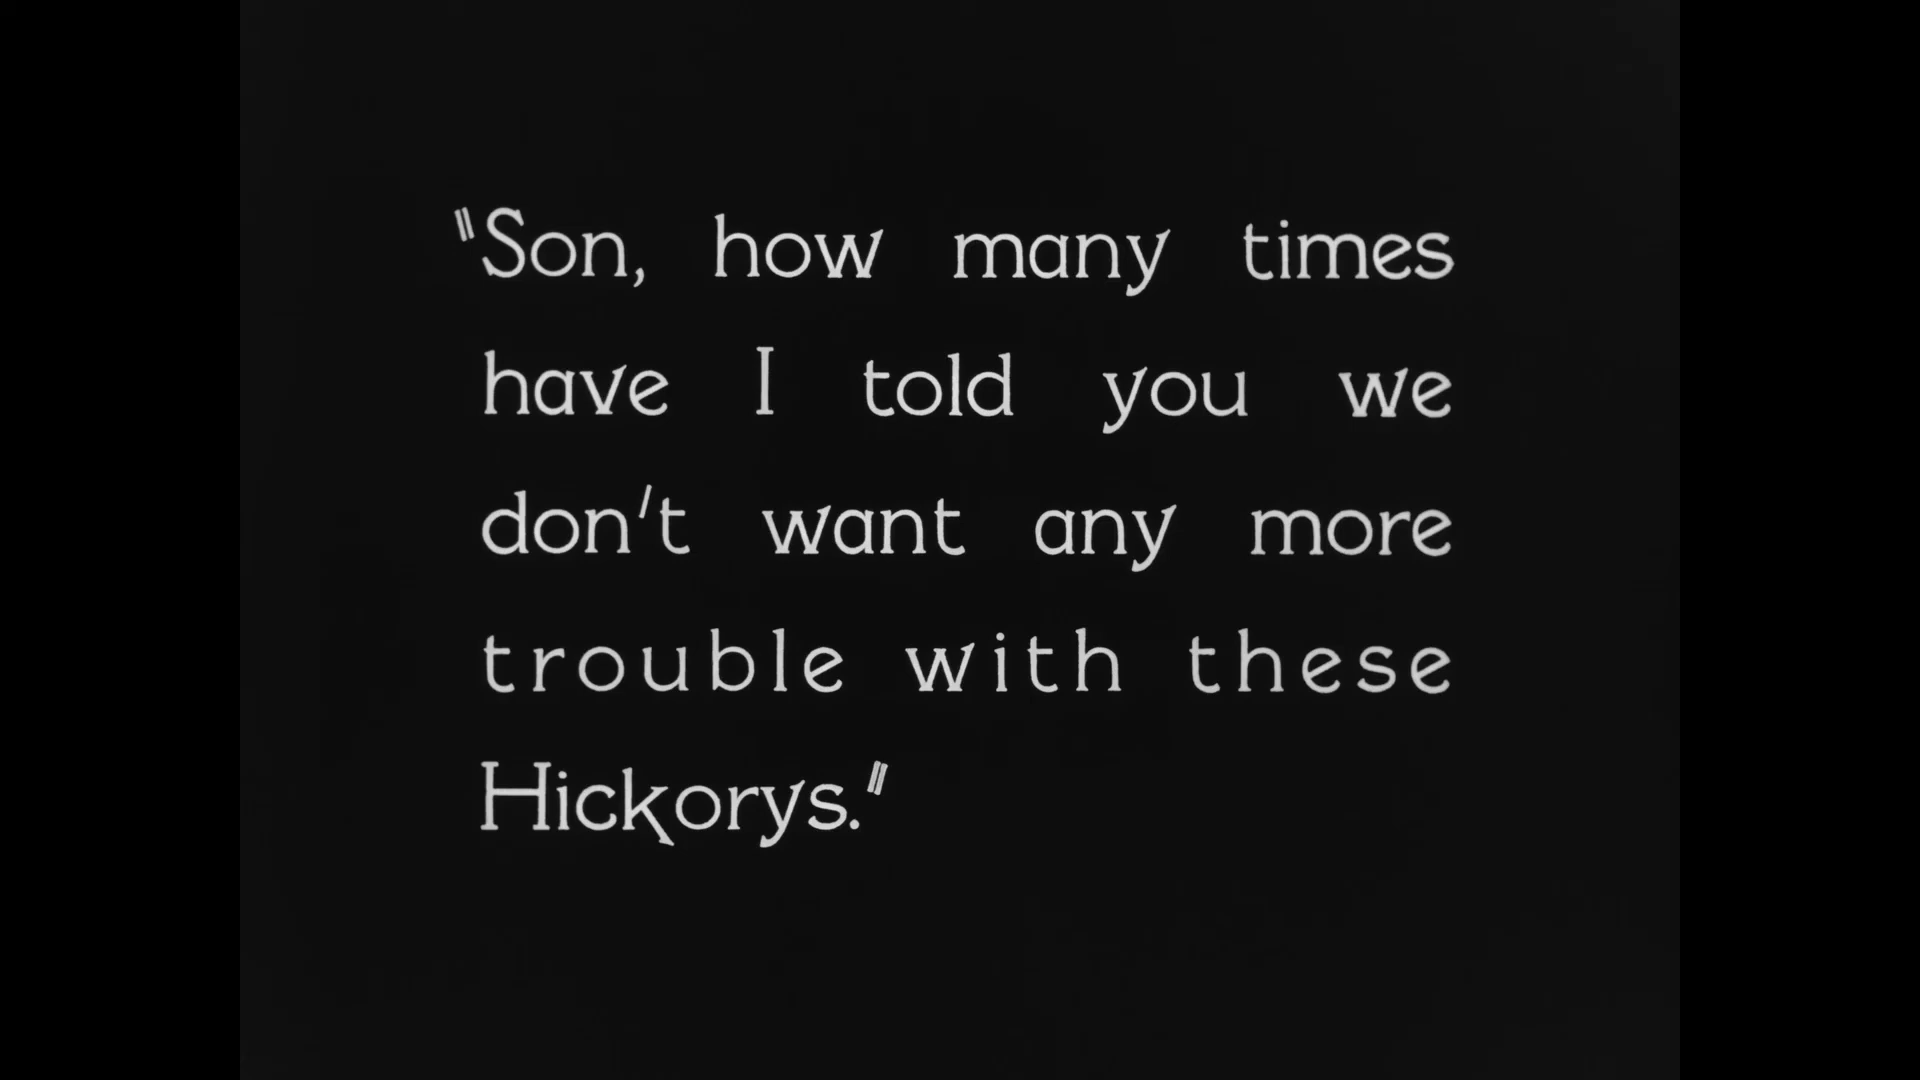 "Son, how many times
have I told you we
don't want any more
trouble with these
Hickorys."